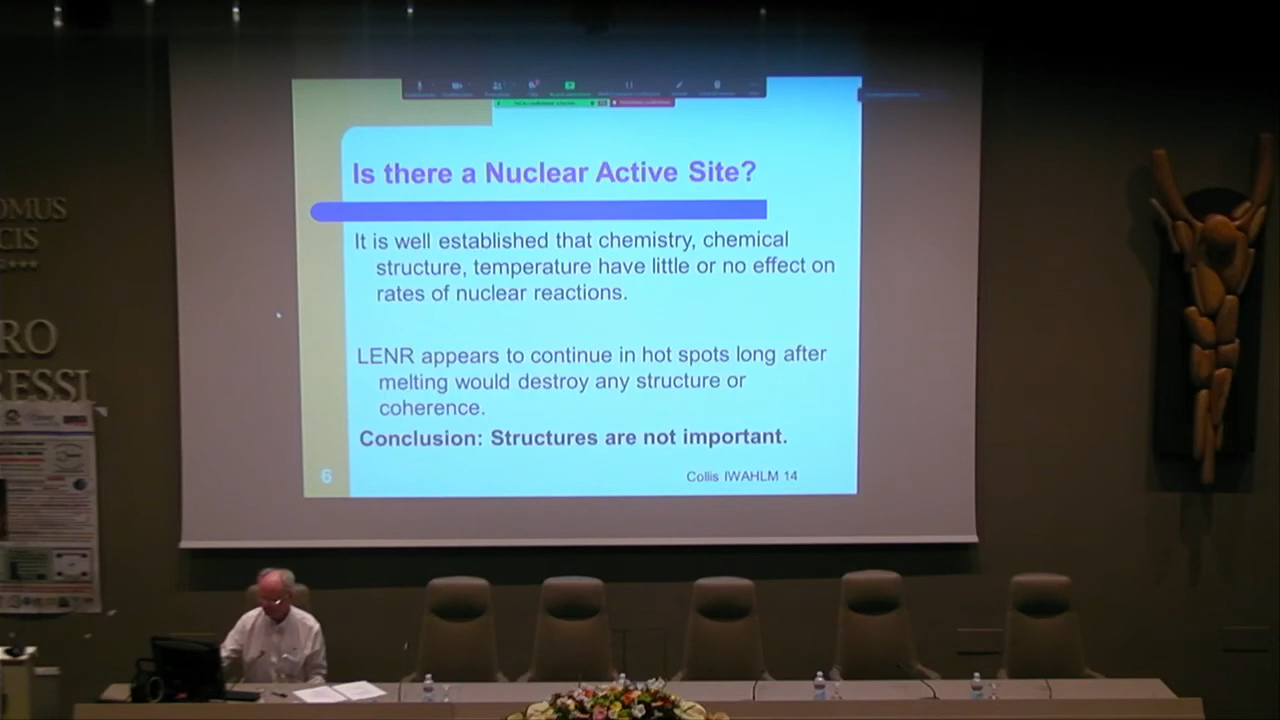 Is there a Nuclear Active Site?
It is well established that chemistry, chemical
structure, temperature have little or no effect on
rates of nuclear reactions.
LENR appears to continue in hot spots long after
melting would destroy any structure or
coherence.
Conclusion: Structures are not important.
6
Collis IWAHLM 14
OMUS
CIS
RO
RESSI